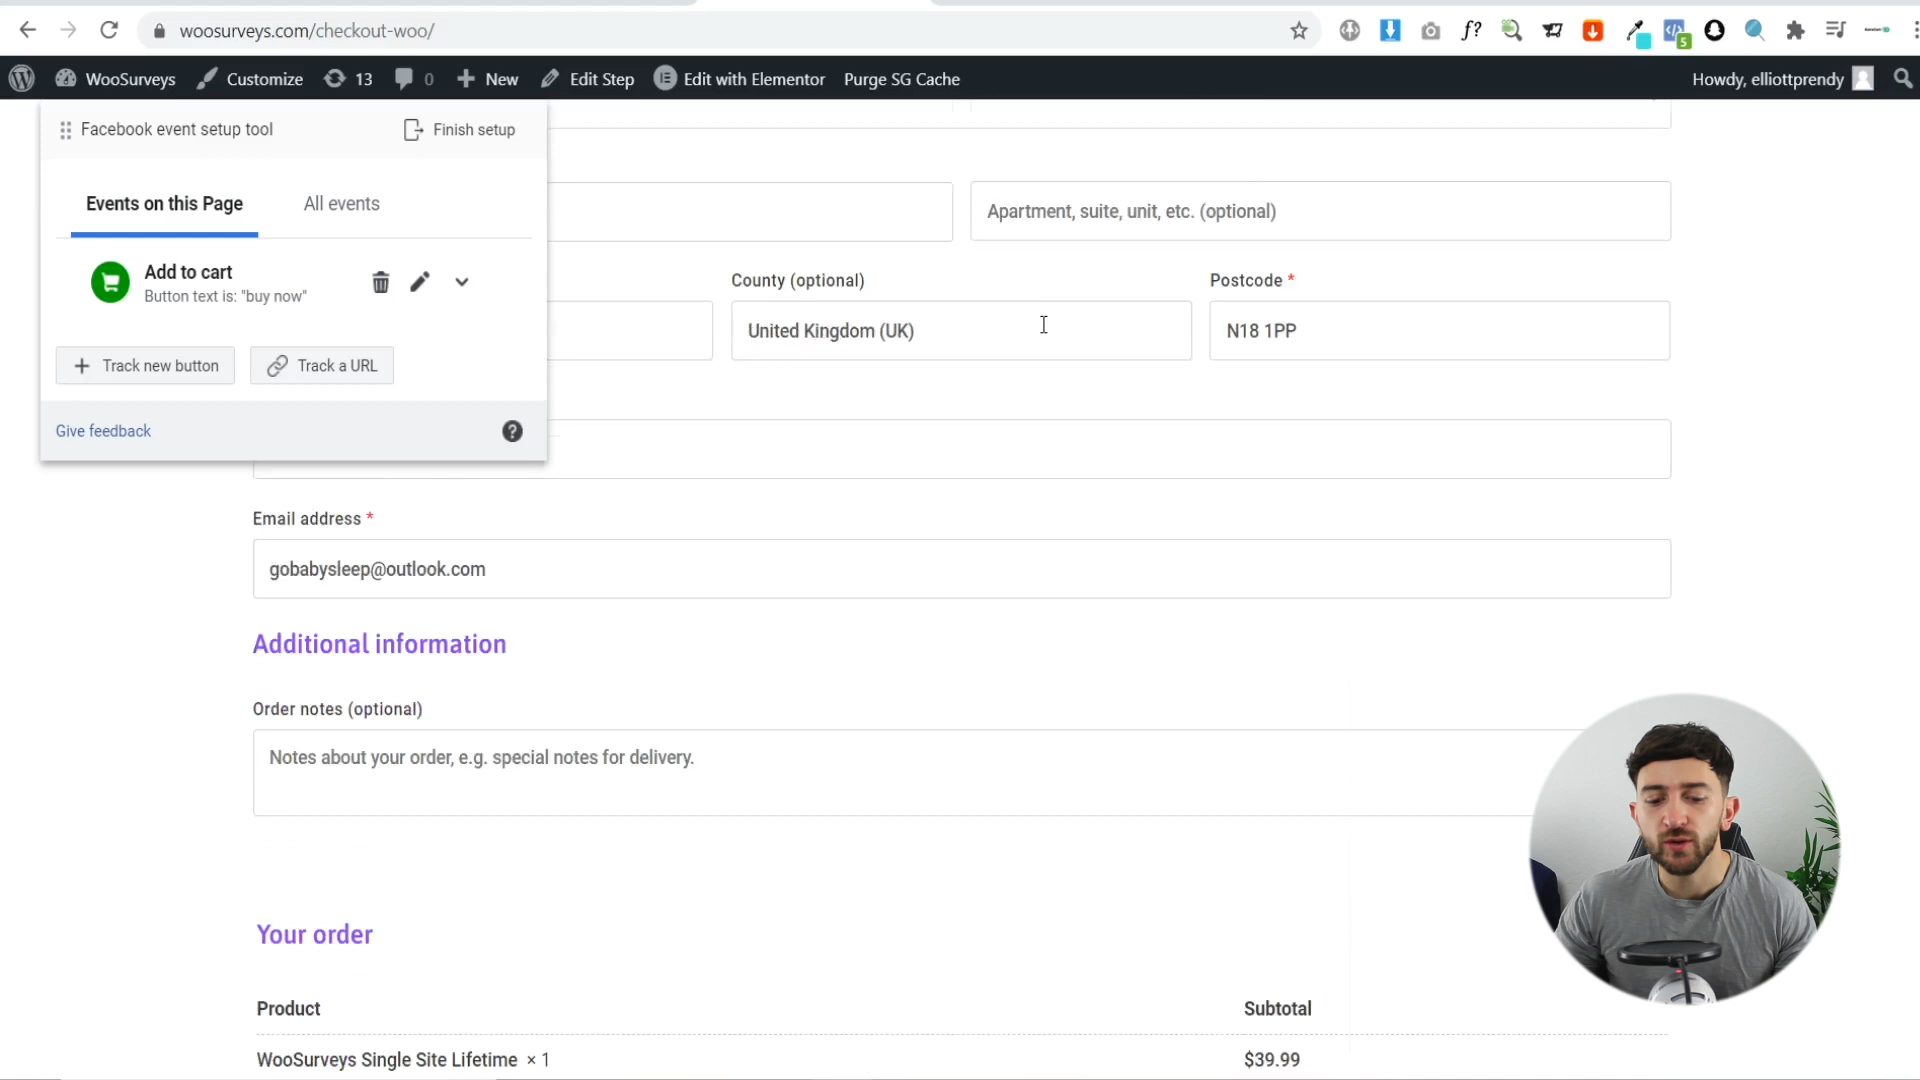 woosurveys.com/checkout-woo/
f?
5
WooSurveys
Customize
13
0
New
Edit Step
Edit with Elementor
Purge SG Cache
Howdy, elliottprendy
Facebook event setup tool
Finish setup
Events on this Page
All events
Add to cart
Button text is: "buy now"
Track new button
Track a URL
Give feedback
?
Apartment, suite, unit, etc. (optional)
County (optional)
Postcode *
United Kingdom (UK)
N18 1PP
Email address *
gobabysleep@outlook.com
Additional information
Order notes (optional)
Notes about your order, e.g. special notes for delivery.
Your order
Product
Subtotal
WooSurveys Single Site Lifetime × 1
$39.99